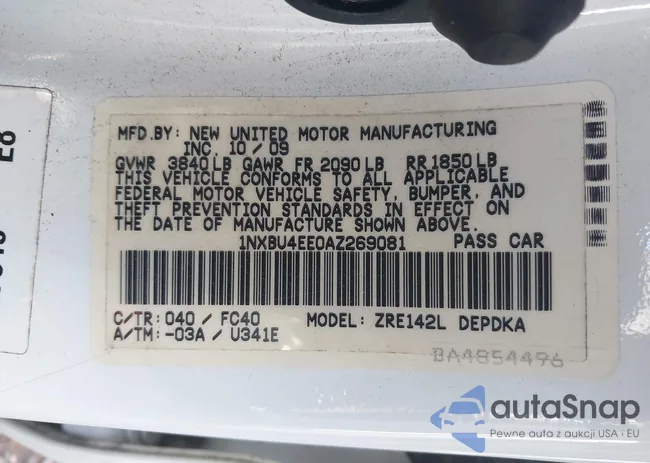 MFD.BY: NEW UNITED MOTOR MANUFACTURING
INC. 10 / 09
GVWR 3840 LB GAWR FR 2090 LB RR 1850 LB
THIS VEHICLE CONFORMS TO ALL APPLICABLE
FEDERAL MOTOR VEHICLE SAFETY, BUMPER, AND
THEFT PREVENTION STANDARDS IN EFFECT ON
THE DATE OF MANUFACTURE SHOWN ABOVE.
1NXBU4EE0AZ269081 PASS CAR
C/TR: 040 / FC40 MODEL: ZRE142L DEPDKA
A/TM: -03A / U341E
BA4854496
E8
autoSnap
Pewne auta z aukcji USA i EU